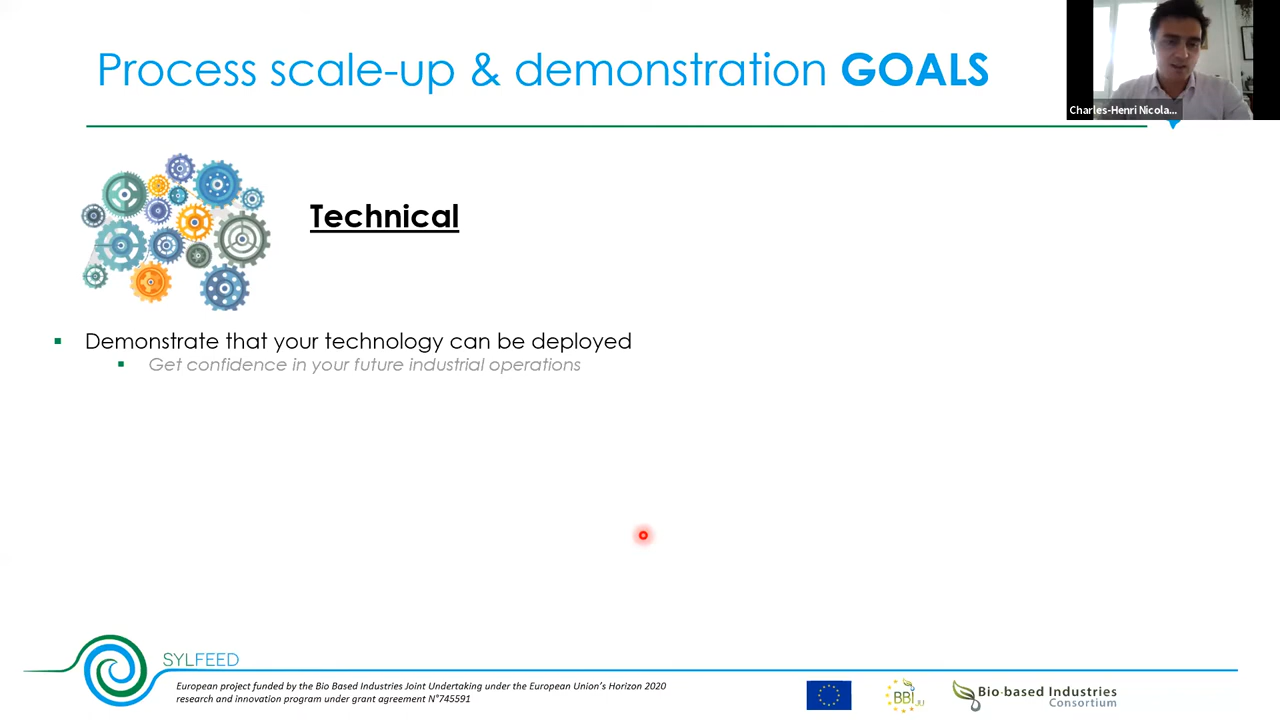 Process scale-up & demonstration GOALS
Charles-Henri Nicola...
Technical
Demonstrate that your technology can be deployed
Get confidence in your future industrial operations
SYLFEED
European project funded by the Bio Based Industries Joint Undertaking under the European Union's Horizon 2020
research and innovation program under grant agreement N°745591
BBI JU
Bio-based Industries
Consortium